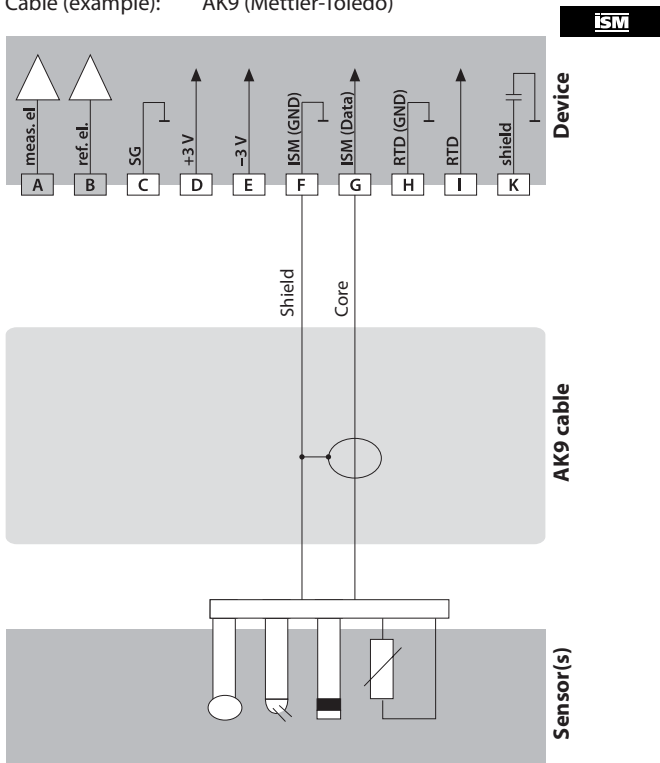 Cable (example): AK9 (Mettler-Toledo)
ISM
Device
meas. el
ref. el.
SG
+3 V
–3 V
ISM (GND)
ISM (Data)
RTD (GND)
RTD
shield
A B C D E F G H I K
Shield
Core
AK9 cable
Sensor(s)